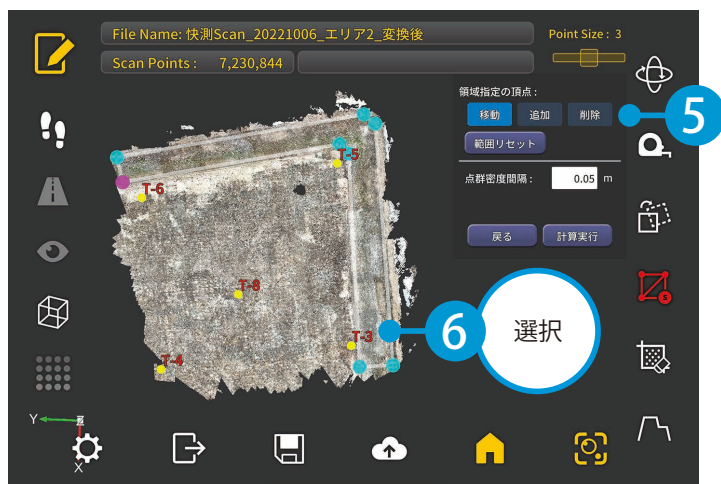 File Name: 快測Scan_20221006_エリア2_変換後
Point Size : 3
Scan Points : 7,230,844
領域指定の頂点 :
移動 追加 削除
5
範囲リセット
点群密度間隔 : 0.05 m
戻る 計算実行
T-5
T-6
T-8
T-3
T-4
6
選択
S
Y
Z
X